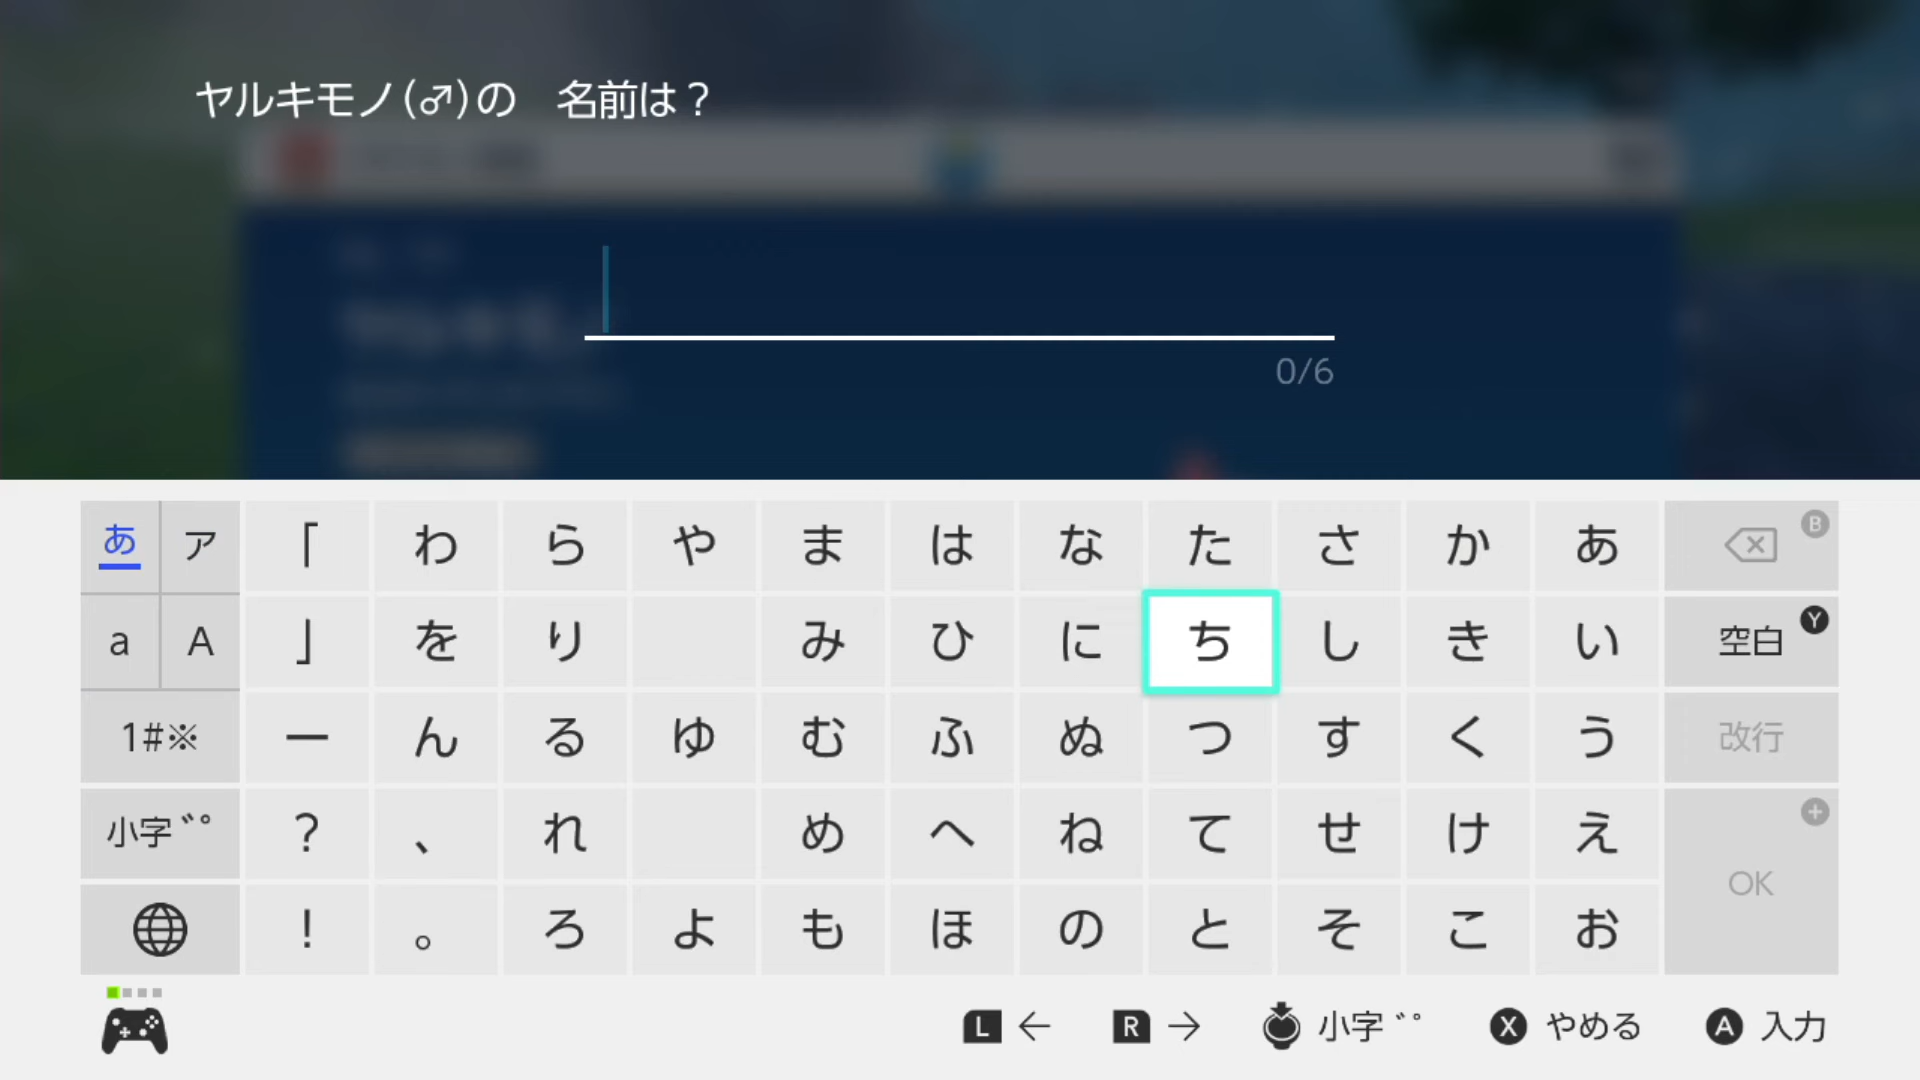 ヤルキモノ(♂)の　名前は？
0/6
あ ア 「 わ ら や ま は な た さ か あ B
a A 」 を り み ひ に ち し き い 空白 Y
1#※ ー ん る ゆ む ふ ぬ つ す く う 改行
小字゛゜ ? 、 れ め へ ね て せ け え +
! 。 ろ よ も ほ の と そ こ お OK
L ← R → 小字゛゜ X やめる A 入力